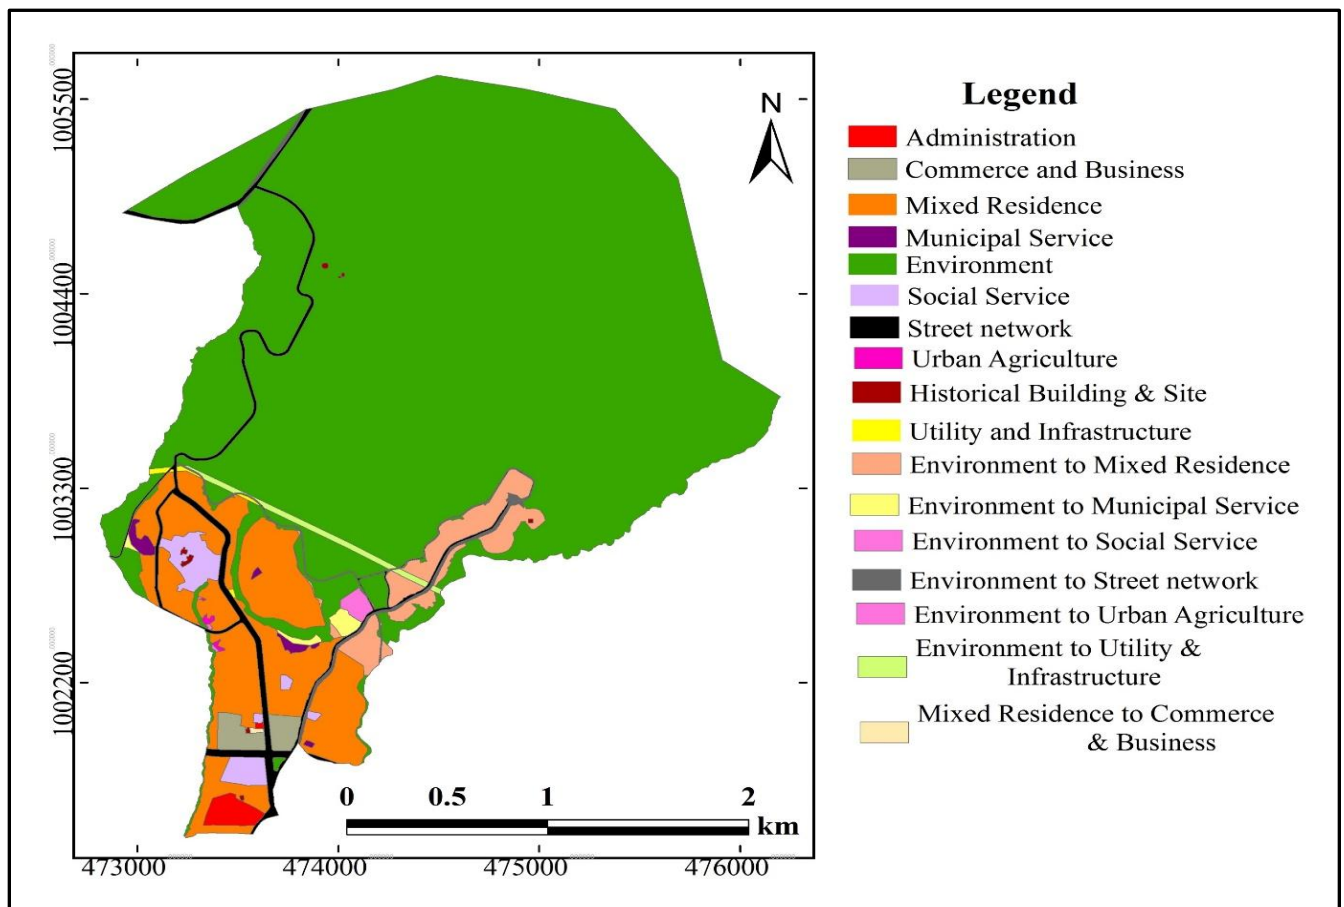 1005500
1004400
1003300
1002200
473000
474000
475000
476000
N
0
0.5
1
2
km
Legend
Administration
Commerce and Business
Mixed Residence
Municipal Service
Environment
Social Service
Street network
Urban Agriculture
Historical Building & Site
Utility and Infrastructure
Environment to Mixed Residence
Environment to Municipal Service
Environment to Social Service
Environment to Street network
Environment to Urban Agriculture
Environment to Utility &
Infrastructure
Mixed Residence to Commerce
& Business